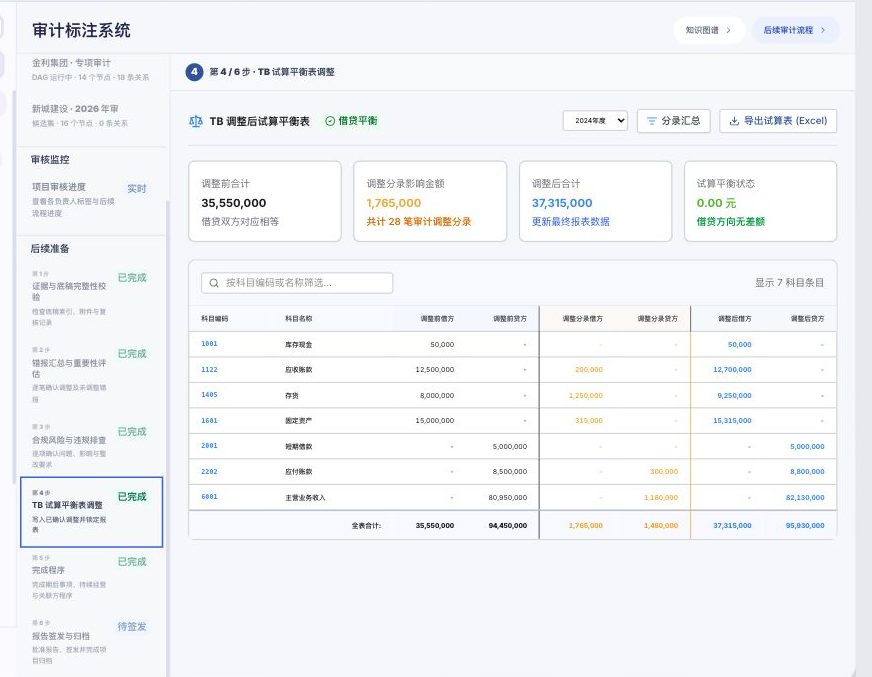 审计标注系统
知识图谱 >
后续审计流程 >
金利集团 · 专项审计
DAG 运行中 · 14 个节点 · 18 条关系
新城建设 · 2026 年审
候选集 · 16 个节点 · 0 条关系
审核监控
项目审核进度
实时
查看各负责人标签与后续
流程进度
后续准备
第 1 步
证据与底稿完整性校
验
已完成
检查底稿索引、附件与复
核记录
第 2 步
错报汇总与重要性评
估
已完成
逐笔确认调整及未调整错
报
第 3 步
合规风险与违规排查
已完成
逐项确认问题、影响与整
改要求
第 4 步
TB 试算平衡表调整
已完成
写入已确认调整并锁定报
表
第 5 步
完成程序
已完成
完成期后事项、持续经营
与关联方程序
第 6 步
报告签发与归档
待签发
批准报告、签发并完成项
目归档
4 第 4 / 6 步 · TB 试算平衡表调整
TB 调整后试算平衡表
借贷平衡
2024年度
分录汇总
导出试算表 (Excel)
调整前合计
35,550,000
借贷双方对应相等
调整分录影响金额
1,765,000
共计 28 笔审计调整分录
调整后合计
37,315,000
更新最终报表数据
试算平衡状态
0.00 元
借贷方向无差额
按科目编码或名称筛选...
显示 7 科目条目
科目编码 科目名称 调整前借方 调整前贷方 调整分录借方 调整分录贷方 调整后借方 调整后贷方
1001 库存现金 50,000 - - - 50,000 -
1122 应收账款 12,500,000 - 200,000 - 12,700,000 -
1405 存货 8,000,000 - 1,250,000 - 9,250,000 -
1601 固定资产 15,000,000 - 315,000 - 15,315,000 -
2001 短期借款 - 5,000,000 - - - 5,000,000
2202 应付账款 - 8,500,000 - 300,000 - 8,800,000
6001 主营业务收入 - 80,950,000 - 1,180,000 - 82,130,000
全表合计: 35,550,000 94,450,000 1,765,000 1,480,000 37,315,000 95,930,000